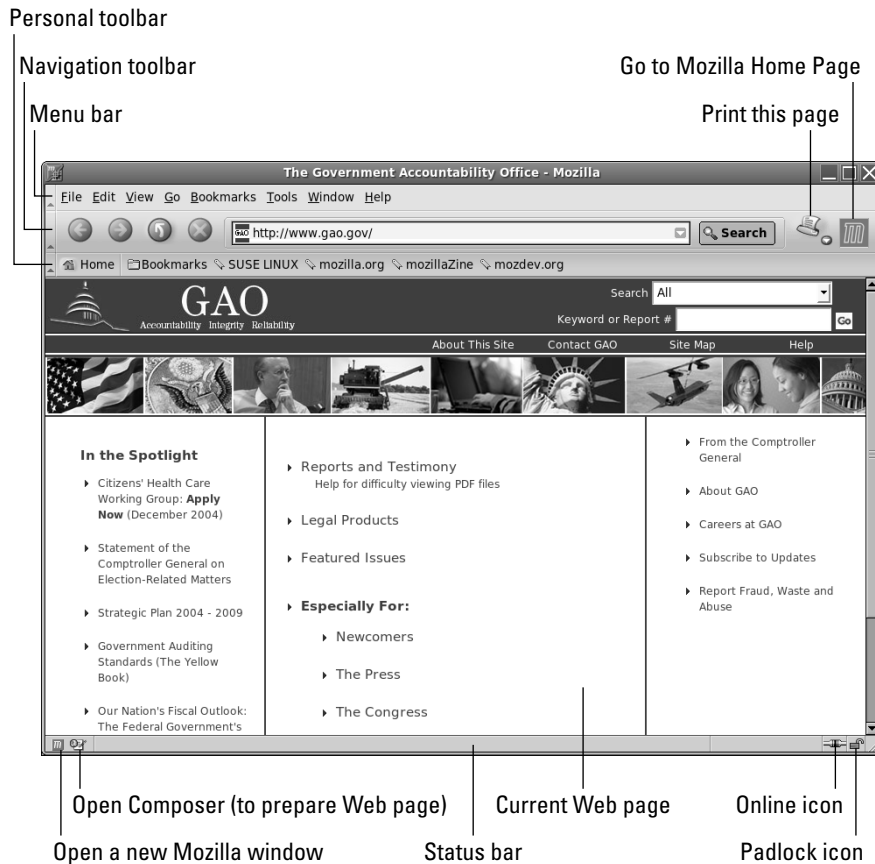 Personal toolbar
Navigation toolbar
Go to Mozilla Home Page
Menu bar
Print this page
The Government Accountability Office - Mozilla
File Edit View Go Bookmarks Tools Window Help
GAO http://www.gao.gov/ Search
Home Bookmarks SUSE LINUX mozilla.org mozillaZine mozdev.org
GAO
Accountability Integrity Reliability
Search All
Keyword or Report # Go
About This Site Contact GAO Site Map Help
In the Spotlight
Citizens' Health Care
Working Group: Apply
Now (December 2004)
Statement of the
Comptroller General on
Election-Related Matters
Strategic Plan 2004 - 2009
Government Auditing
Standards (The Yellow
Book)
Our Nation's Fiscal Outlook:
The Federal Government's
Reports and Testimony
Help for difficulty viewing PDF files
Legal Products
Featured Issues
Especially For:
Newcomers
The Press
The Congress
From the Comptroller
General
About GAO
Careers at GAO
Subscribe to Updates
Report Fraud, Waste and
Abuse
Open Composer (to prepare Web page)
Current Web page
Online icon
Open a new Mozilla window
Status bar
Padlock icon